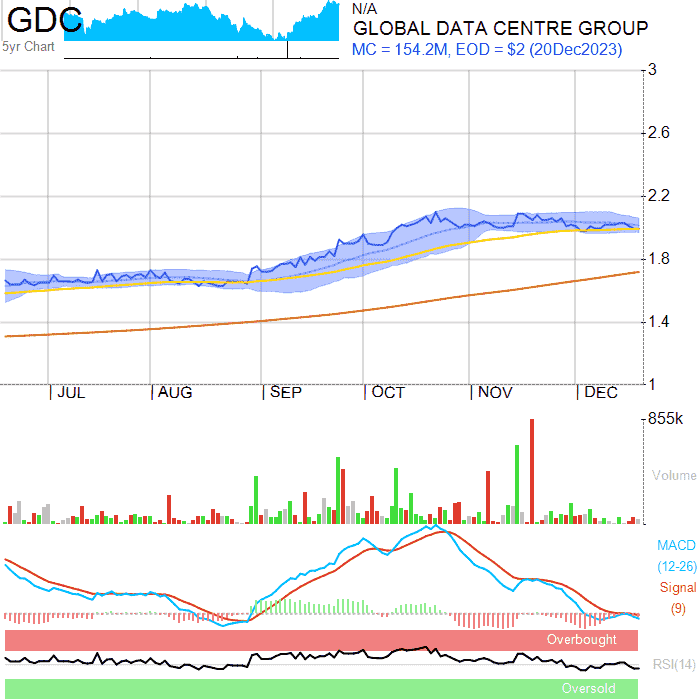 GDC
5yr Chart
N/A
GLOBAL DATA CENTRE GROUP
MC = 154.2M, EOD = $2 (20Dec2023)
3
2.6
2.2
1.8
1.4
1
JUL
AUG
SEP
OCT
NOV
DEC
855k
Volume
MACD
(12-26)
Signal
(9)
Overbought
RSI(14)
Oversold